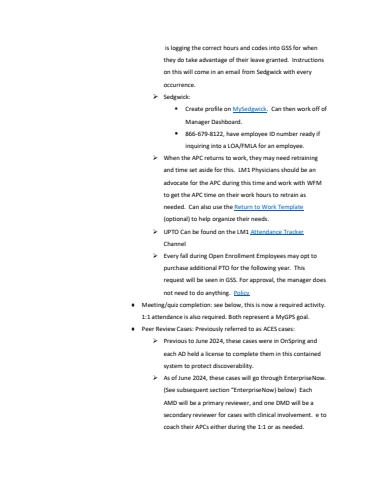 is logging the correct hours and codes into GSS for when
they do take advantage of their leave granted. Instructions
on this will come in an email from Sedgwick with every
occurrence.
➢ Sedgwick:
▪ Create profile on MySedgwick. Can then work off of
Manager Dashboard.
▪ 866-679-8122, have employee ID number ready if
inquiring into a LOA/FMLA for an employee.
➢ When the APC returns to work, they may need retraining
and time set aside for this. LM1 Physicians should be an
advocate for the APC during this time and work with WFM
to get the APC time on their work hours to retrain as
needed. Can also use the Return to Work Template
(optional) to help organize their needs.
➢ UPTO Can be found on the LM1 Attendance Tracker
Channel
➢ Every fall during Open Enrollment Employees may opt to
purchase additional PTO for the following year. This
request will be seen in GSS. For approval, the manager does
not need to do anything. Policy
♦ Meeting/quiz completion: see below, this is now a required activity.
1:1 attendance is also required. Both represent a MyGPS goal.
♦ Peer Review Cases: Previously referred to as ACES cases:
➢ Previous to June 2024, these cases were in OnSpring and
each AD held a license to complete them in this contained
system to protect discoverability.
➢ As of June 2024, these cases will go through EnterpriseNow.
(See subsequent section "EnterpriseNow) below) Each
AMD will be a primary reviewer, and one DMD will be a
secondary reviewer for cases with clinical involvement. e to
coach their APCs either during the 1:1 or as needed.